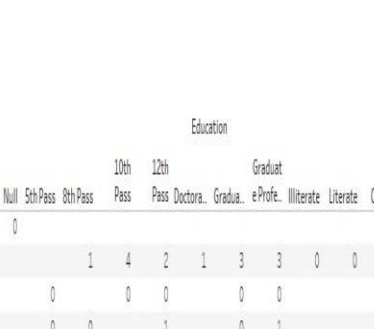 Education
10th 12th Graduat
Null 5th Pass 8th Pass Pass Pass Doctora.. Gradua.. e Profe.. Illiterate Literate
0
1 4 2 1 3 3 0 0
0 0 0 0 0
0 0 1 0 1